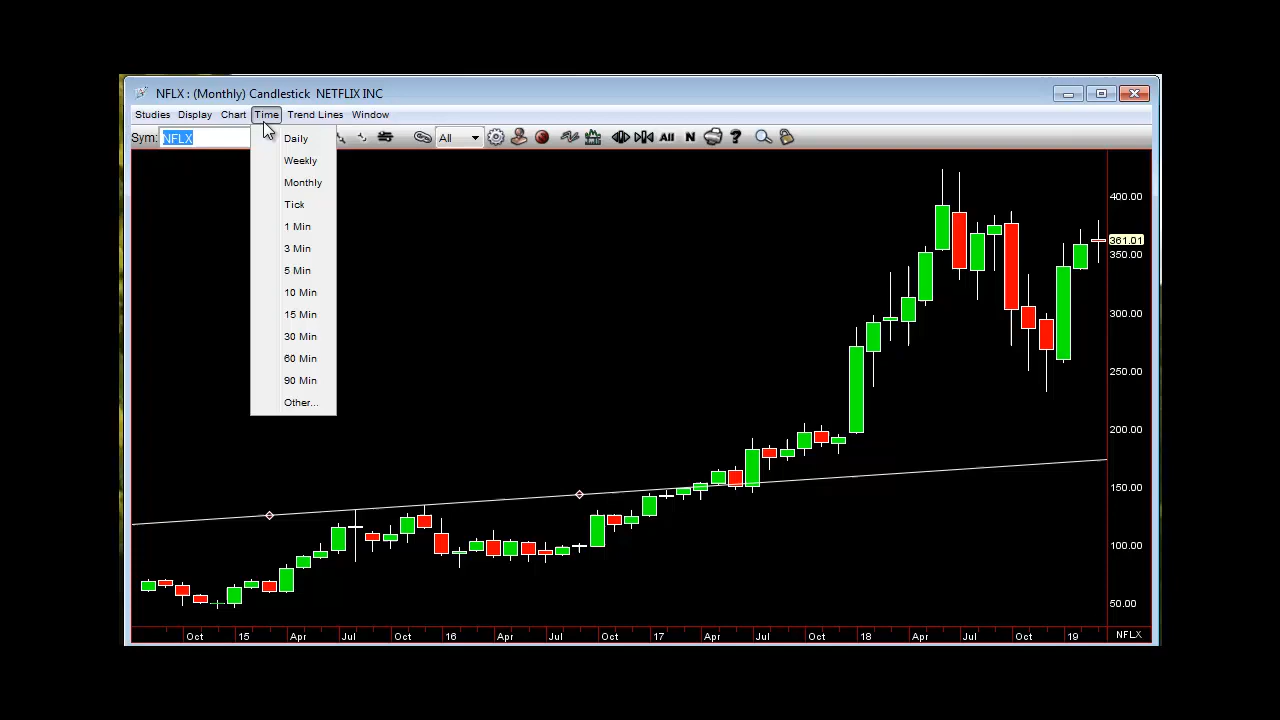 NFLX : (Monthly) Candlestick NETFLIX INC
Studies Display Chart Time Trend Lines Window
Sym: NFLX All All N ?
Daily
Weekly
Monthly
Tick
1 Min
3 Min
5 Min
10 Min
15 Min
30 Min
60 Min
90 Min
Other...
400.00
361.01
350.00
300.00
250.00
200.00
150.00
100.00
50.00
Oct 15 Apr Jul Oct 16 Apr Jul Oct 17 Apr Jul Oct 18 Apr Jul Oct 19 NFLX